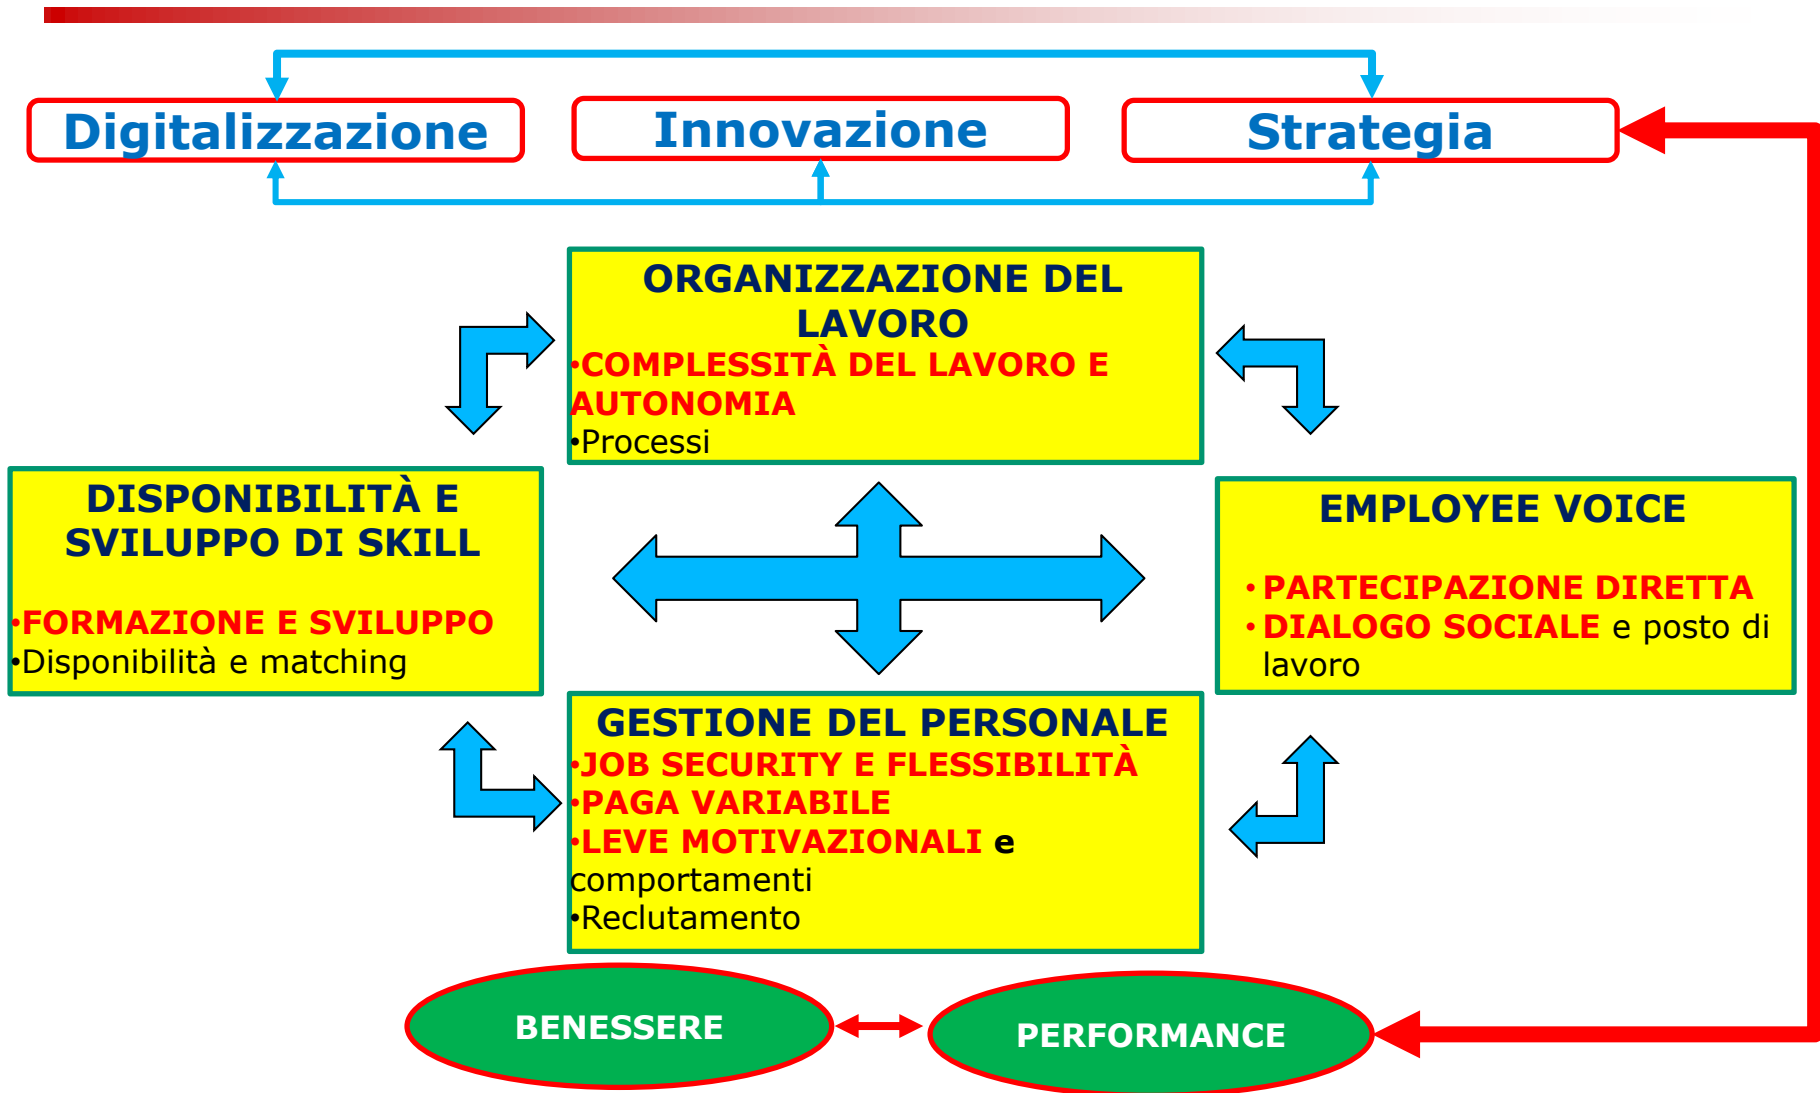 Digitalizzazione
Innovazione
Strategia
ORGANIZZAZIONE DEL
LAVORO
•COMPLESSITÀ DEL LAVORO E
AUTONOMIA
•Processi
DISPONIBILITÀ E
SVILUPPO DI SKILL
•FORMAZIONE E SVILUPPO
•Disponibilità e matching
EMPLOYEE VOICE
• PARTECIPAZIONE DIRETTA
• DIALOGO SOCIALE e posto di
lavoro
GESTIONE DEL PERSONALE
•JOB SECURITY E FLESSIBILITÀ
•PAGA VARIABILE
•LEVE MOTIVAZIONALI e
comportamenti
•Reclutamento
BENESSERE
PERFORMANCE